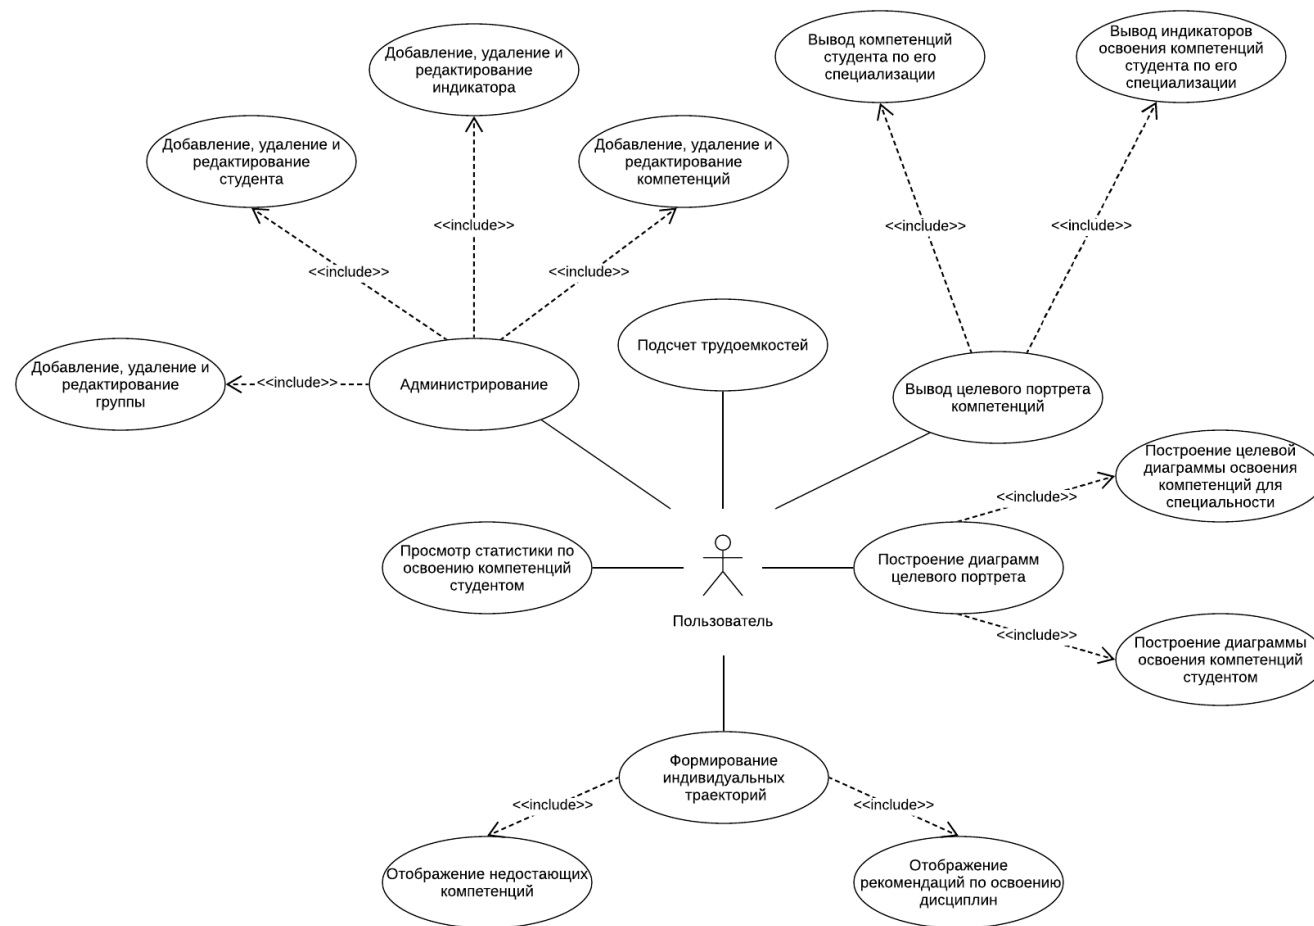 Добавление, удаление и
редактирование
индикатора
Вывод компетенций
студента по его
специализации
Вывод индикаторов
освоения компетенций
студента по его
специализации
Добавление, удаление и
редактирование
студента
Добавление, удаление и
редактирование
компетенций
<<include>>
<<include>>
<<include>>
<<include>>
<<include>>
Добавление, удаление и
редактирование
группы
<<include>>
Администрирование
Подсчет трудоемкостей
Вывод целевого портрета
компетенций
Построение целевой
диаграммы освоения
компетенций для
специальности
<<include>>
Просмотр статистики по
освоению компетенций
студентом
Построение диаграмм
целевого портрета
Пользователь
<<include>>
Построение диаграммы
освоения компетенций
студентом
Формирование
индивидуальных
траекторий
<<include>>
<<include>>
Отображение недостающих
компетенций
Отображение
рекомендаций по освоению
дисциплин